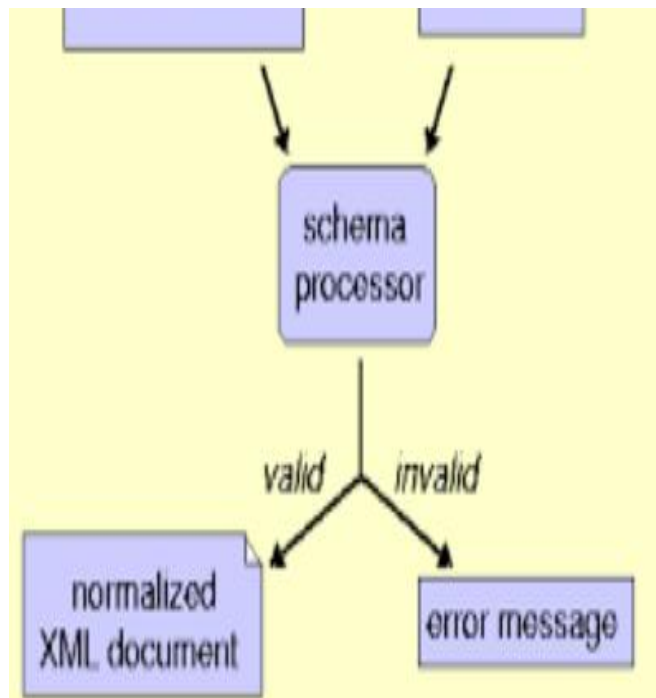 schema
processor
valid
invalid
normalized
XML document
error message